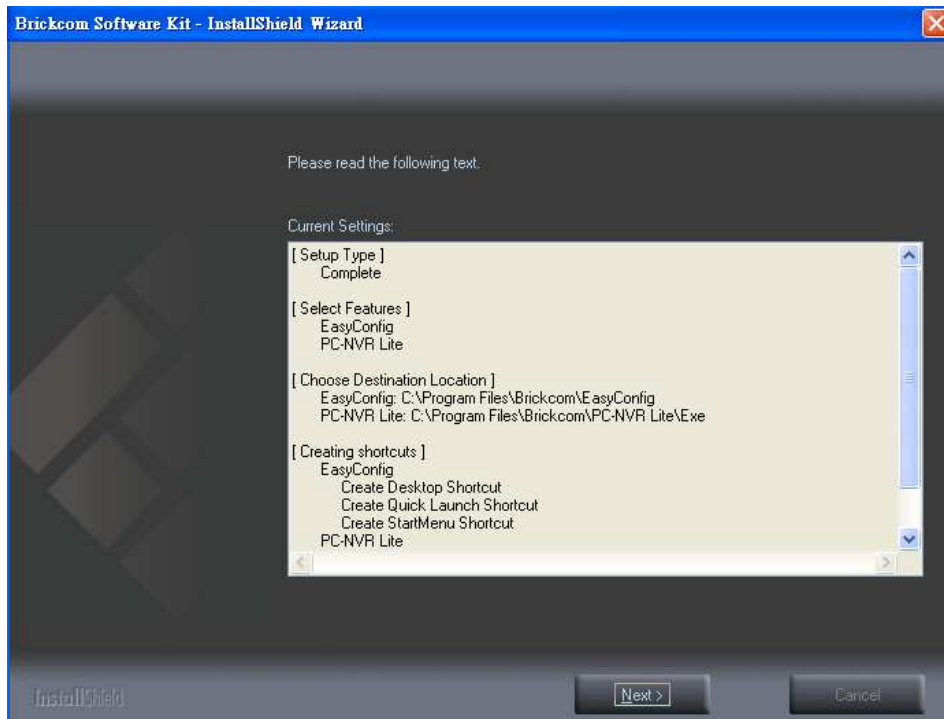 Brickcom Software Kit - InstallShield Wizard
Please read the following text.
Current Settings:
[ Setup Type ]
Complete
[ Select Features ]
EasyConfig
PC-NVR Lite
[ Choose Destination Location ]
EasyConfig: C:\Program Files\Brickcom\EasyConfig
PC-NVR Lite: C:\Program Files\Brickcom\PC-NVR Lite\Exe
[ Creating shortcuts ]
EasyConfig
Create Desktop Shortcut
Create Quick Launch Shortcut
Create StartMenu Shortcut
PC-NVR Lite
InstallShield
Next >
Cancel